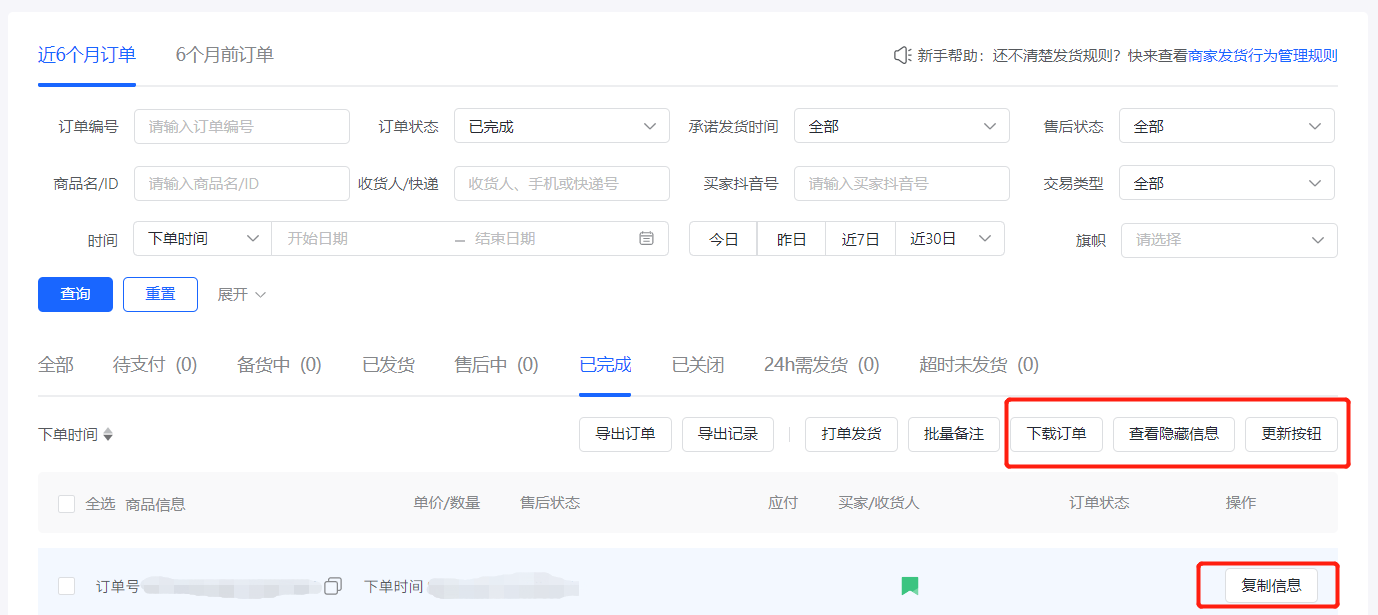 近6个月订单 6个月前订单 新手帮助：还不清楚发货规则？快来查看商家发货行为管理规则
订单编号 请输入订单编号 订单状态 已完成 承诺发货时间 全部 售后状态 全部
商品名/ID 请输入商品名/ID 收货人/快递 收货人、手机或快递号 买家抖音号 请输入买家抖音号 交易类型 全部
时间 下单时间 开始日期 – 结束日期 今日 昨日 近7日 近30日 旗帜 请选择
查询 重置 展开
全部 待支付 (0) 备货中 (0) 已发货 售后中 (0) 已完成 已关闭 24h需发货 (0) 超时未发货 (0)
下单时间 导出订单 导出记录 打单发货 批量备注 下载订单 查看隐藏信息 更新按钮
全选 商品信息 单价/数量 售后状态 应付 买家/收货人 订单状态 操作
订单号 下单时间 复制信息